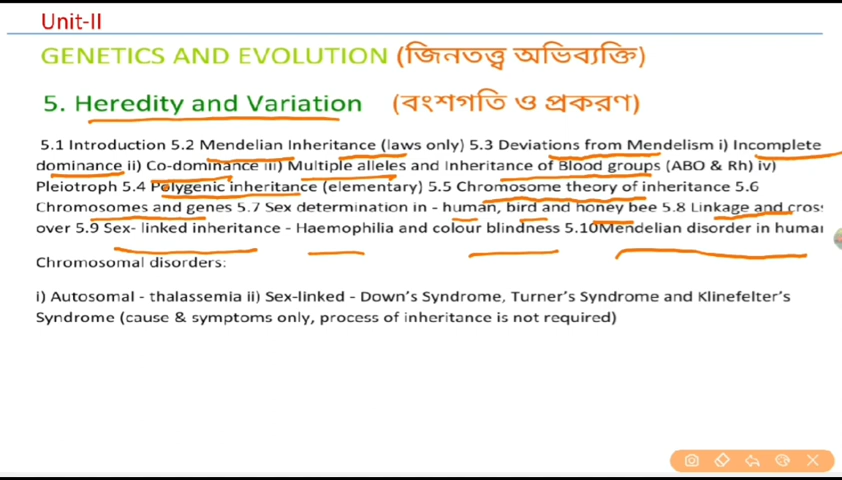 Unit-II
GENETICS AND EVOLUTION (জিনতত্ত্ব অভিব্যক্তি)
5. Heredity and Variation (বংশগতি ও প্রকরণ)
5.1 Introduction 5.2 Mendelian Inheritance (laws only) 5.3 Deviations from Mendelism i) Incomplete
dominance ii) Co-dominance iii) Multiple alleles and Inheritance of Blood groups (ABO & Rh) iv)
Pleiotroph 5.4 Polygenic inheritance (elementary) 5.5 Chromosome theory of inheritance 5.6
Chromosomes and genes 5.7 Sex determination in - human, bird and honey bee 5.8 Linkage and cros
over 5.9 Sex- linked inheritance - Haemophilia and colour blindness 5.10Mendelian disorder in humar
Chromosomal disorders:
i) Autosomal - thalassemia ii) Sex-linked - Down's Syndrome, Turner's Syndrome and Klinefelter's
Syndrome (cause & symptoms only, process of inheritance is not required)